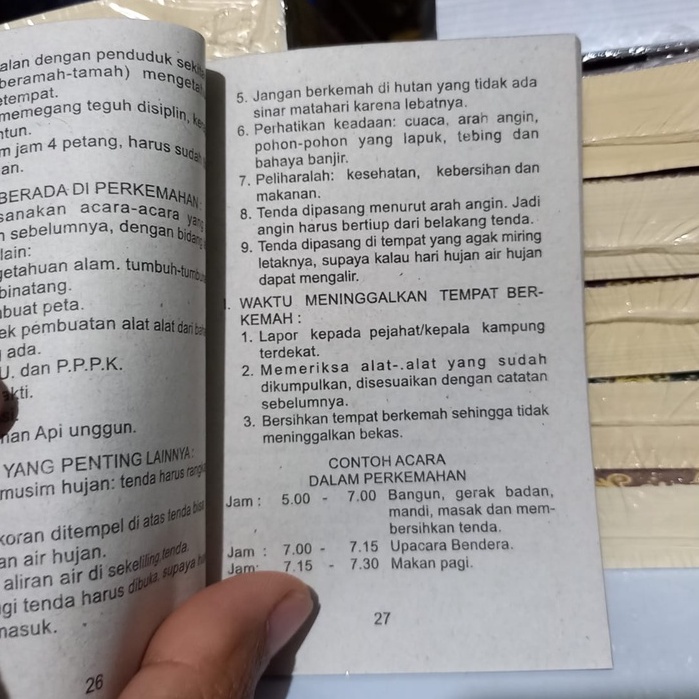 alan dengan penduduk
beramah-tamah)
etempat.
memegang teguh disiplin,
ntun.
m jam 4 petang, harus sudah
an.
BERADA DI PERKEMAHAN
sanakan acara-acara yang
n sebelumnya, dengan bidang
lain:
getahuan alam. tumbuh-tumbu
binatang.
buat peta.
ek pembuatan alat alat dari
ada.
U. dan P.P.P.K.
akti.
nan Api unggun.
YANG PENTING LAINNYA:
musim hujan: tenda harus
koran ditempel di atas tenda
an air hujan.
aliran air di sekeliling tenda.
gi tenda harus dibuka, supaya
masuk.
26
5. Jangan berkemah di hutan yang tidak ada
sinar matahari karena lebatnya.
6. Perhatikan keadaan: cuaca, arah angin,
pohon-pohon yang lapuk, tebing dan
bahaya banjir.
7. Peliharalah: kesehatan, kebersihan dan
makanan.
8. Tenda dipasang menurut arah angin. Jadi
angin harus bertiup dari belakang tenda.
9. Tenda dipasang di tempat yang agak miring
letaknya, supaya kalau hari hujan air hujan
dapat mengalir.
I. WAKTU MENINGGALKAN TEMPAT BER-
KEMAH :
1. Lapor kepada pejahat/kepala kampung
terdekat.
2. Memeriksa alat-.alat yang sudah
dikumpulkan, disesuaikan dengan catatan
sebelumnya.
3. Bersihkan tempat berkemah sehingga tidak
meninggalkan bekas.
CONTOH ACARA
DALAM PERKEMAHAN
Jam : 5.00 - 7.00 Bangun, gerak badan,
mandi, masak dan mem-
bersihkan tenda.
Jam : 7.00 - 7.15 Upacara Bendera.
Jam: 7.15 - 7.30 Makan pagi.
27